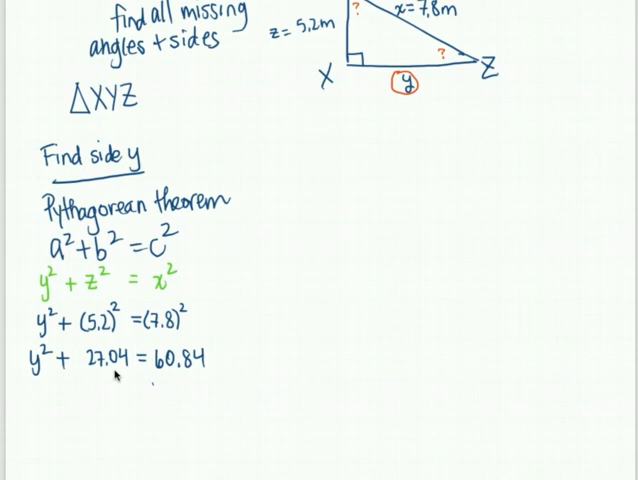 find all missing
angles + sides
z = 5,2m
?
x = 7,8m
?
X
y
Z
△XYZ
Find side y
Pythagorean theorem
a² + b² = c²
y² + z² = x²
y² + (5.2)² = (7.8)²
y² + 27.04 = 60.84